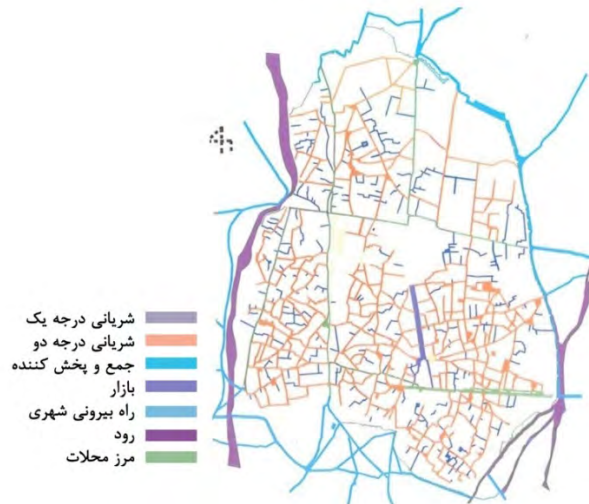 شریانی درجه یک
شریانی درجه دو
جمع و پخش کننده
بازار
راه بیرونی شهری
رود
مرز محلات